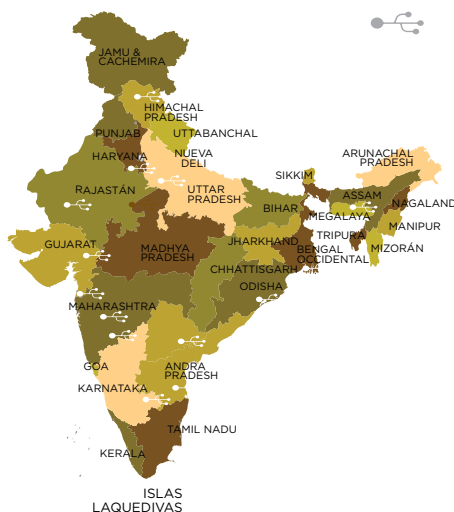 JAMU &
CACHEMIRA
HIMACHAL
PRADESH
PUNJAB
UTTABANCHAL
HARYANA
NUEVA
DELI
ARUNACHAL
PRADESH
SIKKIM
RAJASTÁN
UTTAR
PRADESH
ASSAM
NAGALAND
BIHAR
MEGALAYA
MANIPUR
TRIPURA
GUJARAT
JHARKHAND
MADHYA
PRADESH
BENGAL
OCCIDENTAL
MIZORÁN
CHHATTISGARH
ODISHA
MAHARASHTRA
GOA
ANDRA
PRADESH
KARNATAKA
TAMIL NADU
KERALA
ISLAS
LAQUEDIVAS